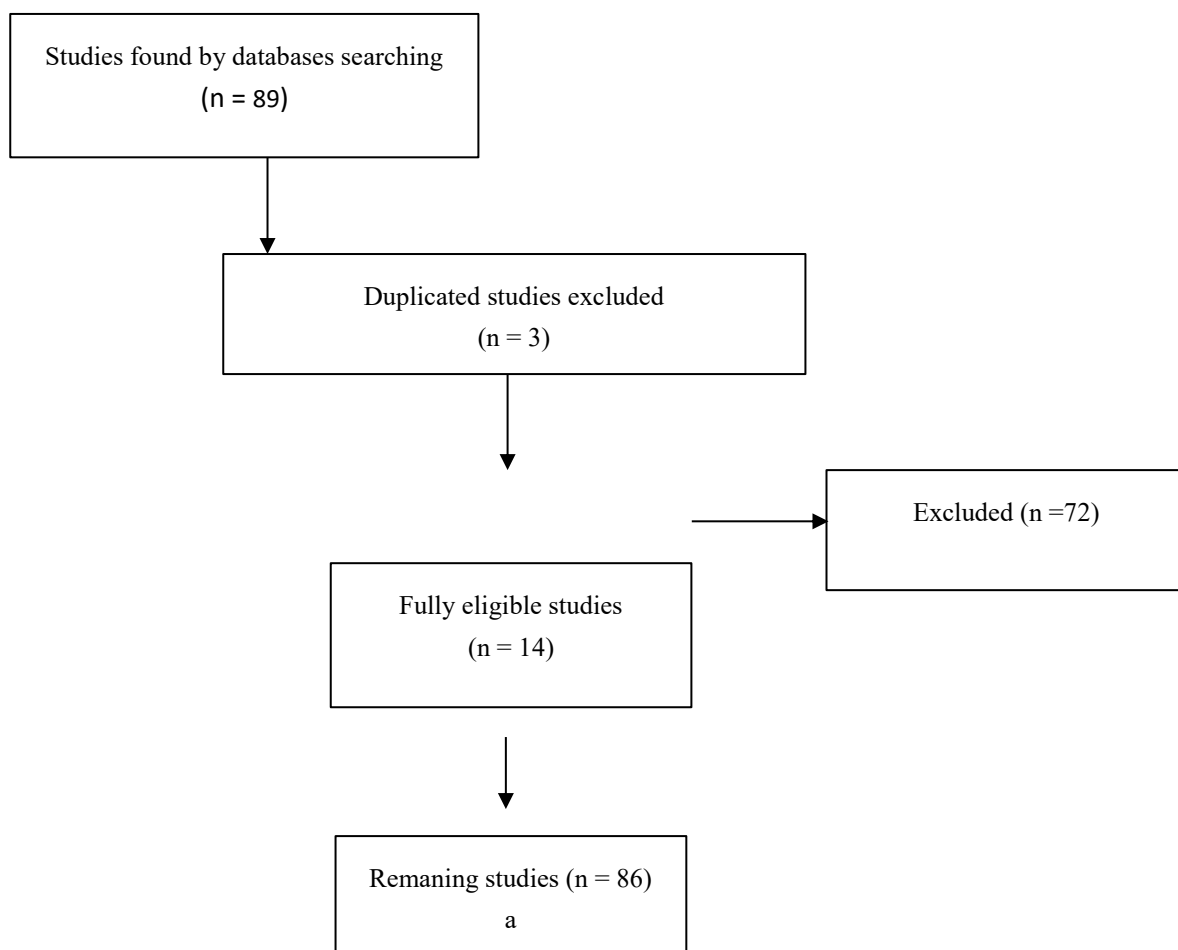 Studies found by databases searching
(n = 89)
Duplicated studies excluded
(n = 3)
Excluded (n =72)
Fully eligible studies
(n = 14)
Remaning studies (n = 86)
a